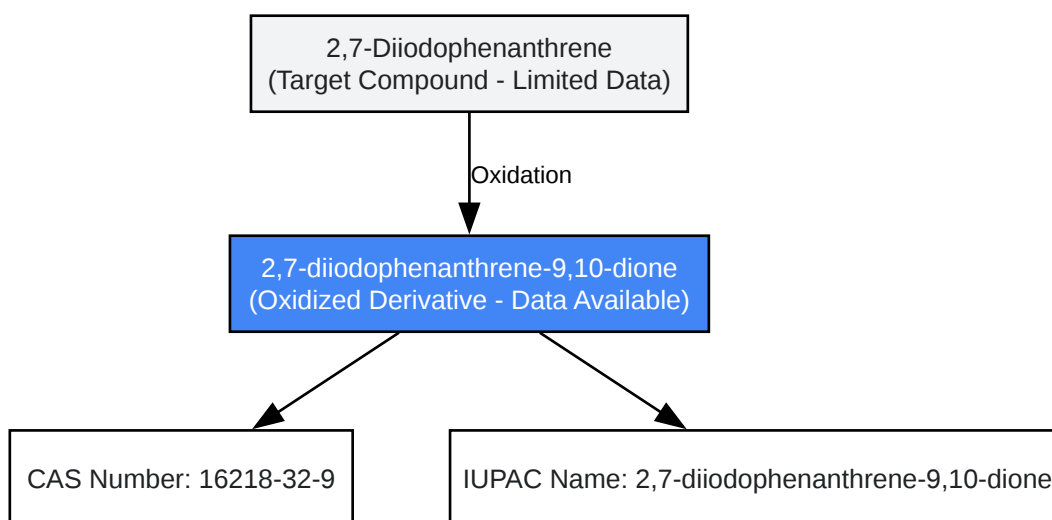 2,7-Diiodophenanthrene
(Target Compound - Limited Data)
Oxidation
2,7-diiodophenanthrene-9,10-dione
(Oxidized Derivative - Data Available)
CAS Number: 16218-32-9
IUPAC Name: 2,7-diiodophenanthrene-9,10-dione